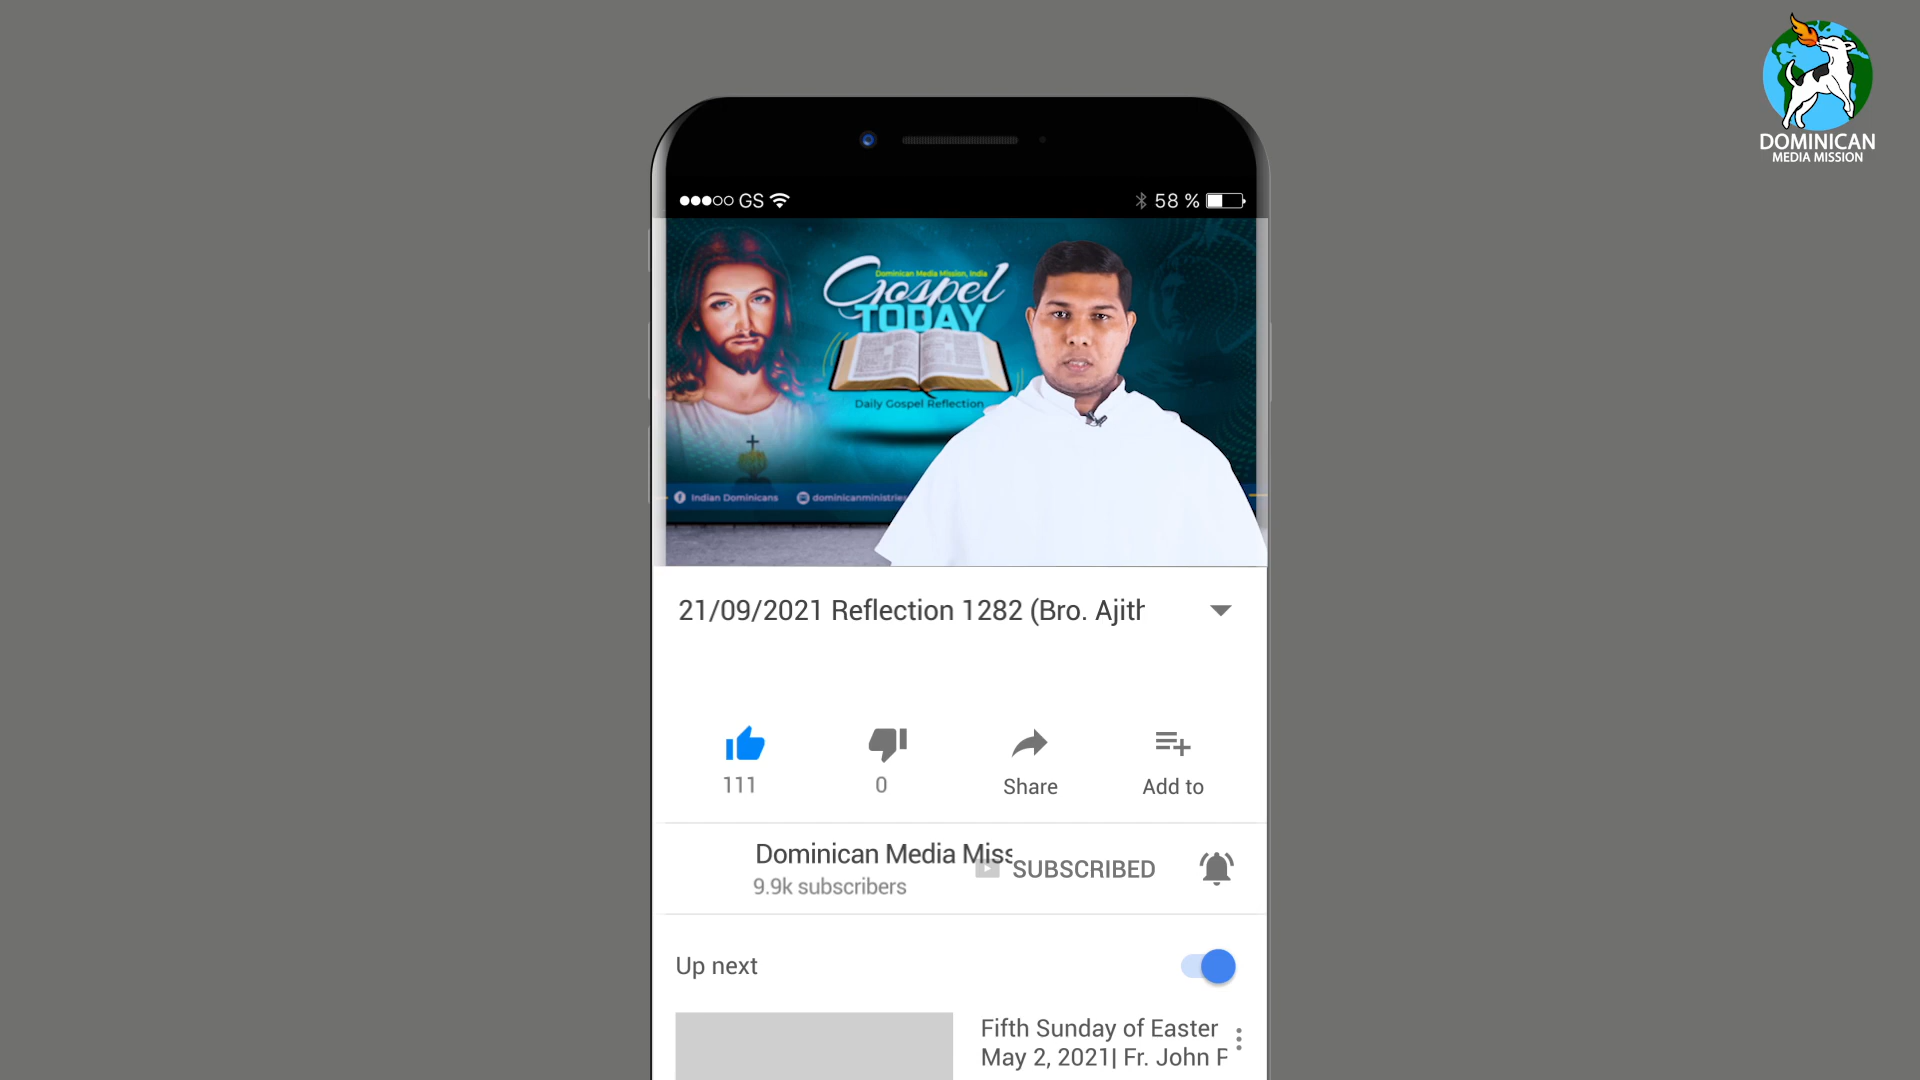 DOMINICAN
MEDIA MISSION
GS
58 %
Dominican Media Mission, India
Gospel
TODAY
Daily Gospel Reflection
Indian Dominicans
dominicanministries
21/09/2021 Reflection 1282 (Bro. Ajith
111
0
Share
Add to
Dominican Media Miss
9.9k subscribers
SUBSCRIBED
Up next
Fifth Sunday of Easter
May 2, 2021| Fr. John